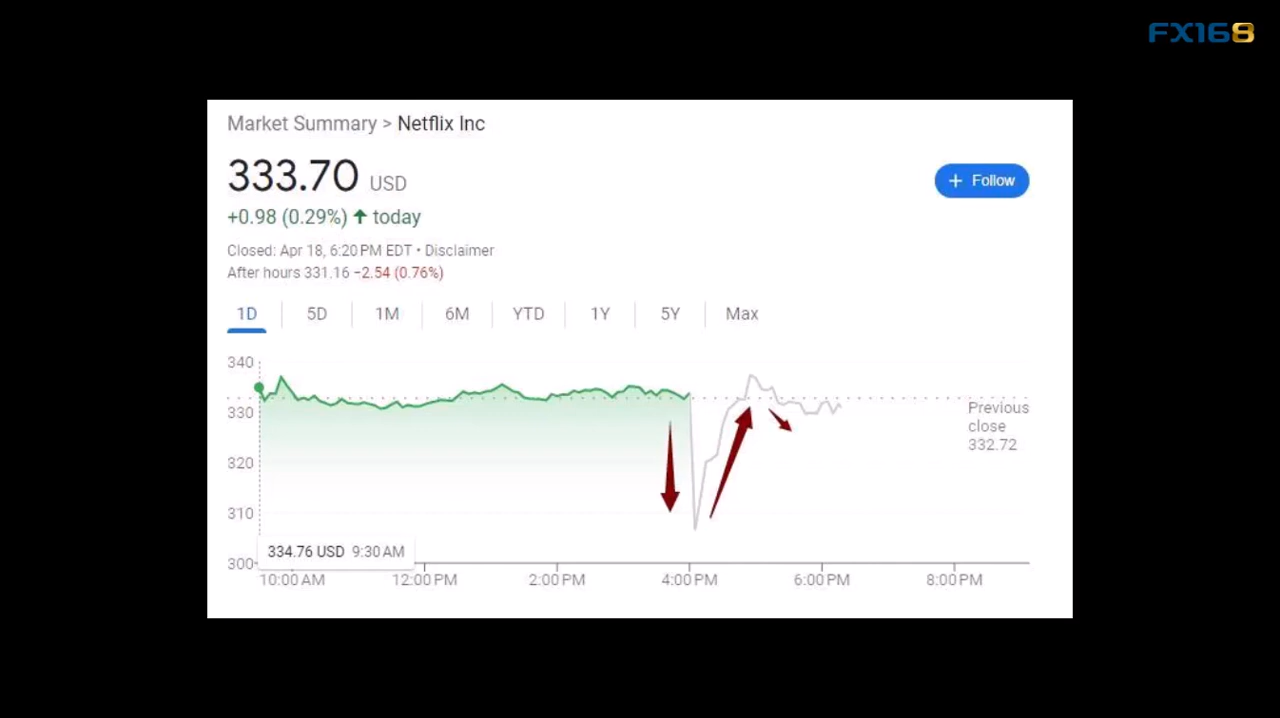 FX168
Market Summary > Netflix Inc
333.70 USD
+ Follow
+0.98 (0.29%) ↑ today
Closed: Apr 18, 6:20 PM EDT • Disclaimer
After hours 331.16 −2.54 (0.76%)
1D 5D 1M 6M YTD 1Y 5Y Max
340
330
320
310
300
Previous
close
332.72
334.76 USD 9:30 AM
10:00 AM 12:00 PM 2:00 PM 4:00 PM 6:00 PM 8:00 PM